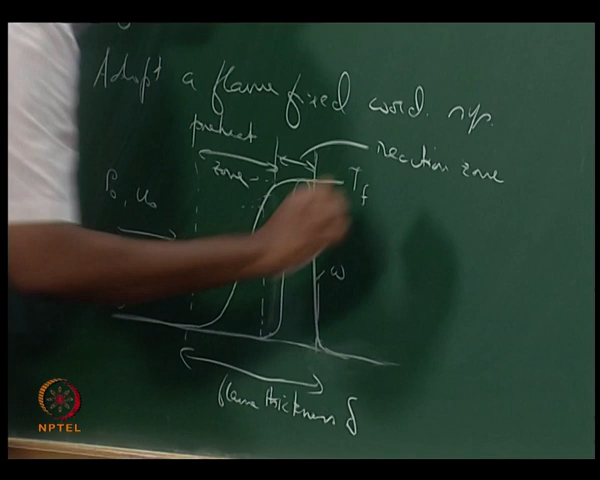 Adopt a flame fixed coord. sys.
preheat
zone
reaction zone
ρ₀, u₀
T_f
ω
flame thickness δ
NPTEL